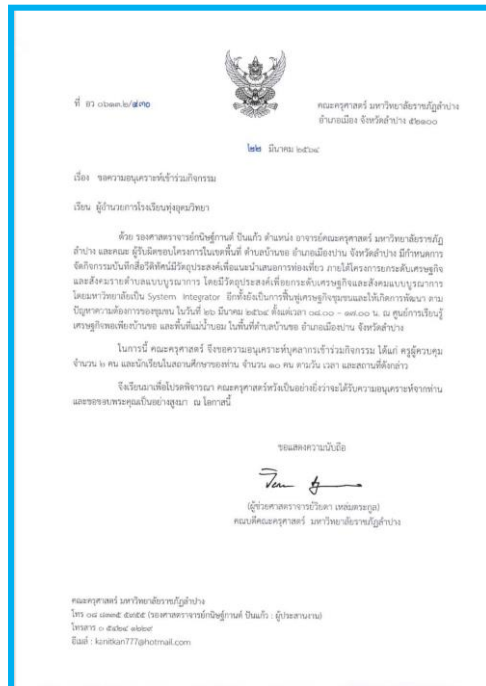 ที่ อว ๐๖๑๓.๒/๔๓๐
คณะครุศาสตร์ มหาวิทยาลัยราชภัฏลำปาง
อำเภอเมือง จังหวัดลำปาง ๕๒๑๐๐
๒๒ มีนาคม ๒๕๖๔
เรื่อง ขอความอนุเคราะห์เข้าร่วมกิจกรรม
เรียน ผู้อำนวยการโรงเรียนทุ่งอุดมวิทยา
ด้วย รองศาสตราจารย์กนิษฐ์กานต์ ปันแก้ว ตำแหน่ง อาจารย์คณะครุศาสตร์ มหาวิทยาลัยราชภัฏ
ลำปาง และคณะ ผู้รับผิดชอบโครงการในเขตพื้นที่ ตำบลบ้านขอ อำเภอเมืองปาน จังหวัดลำปาง มีกำหนดการ
จัดกิจกรรมบันทึกสื่อวีดิทัศน์มีวัตถุประสงค์เพื่อแนะนำเสนอการท่องเที่ยว ภายใต้โครงการยกระดับเศรษฐกิจ
และสังคมรายตำบลแบบบูรณาการ โดยมีวัตถุประสงค์เพื่อยกระดับเศรษฐกิจและสังคมแบบบูรณาการ
โดยมหาวิทยาลัยเป็น System Integrator อีกทั้งยังเป็นการฟื้นฟูเศรษฐกิจชุมชนและให้เกิดการพัฒนา ตาม
ปัญหาความต้องการของชุมชน ในวันที่ ๒๖ มีนาคม ๒๕๖๔ ตั้งแต่เวลา ๐๘.๐๐ – ๑๗.๐๐ น. ณ ศูนย์การเรียนรู้
เศรษฐกิจพอเพียงบ้านขอ และพื้นที่แม่น้ำบอม ในพื้นที่ตำบลบ้านขอ อำเภอเมืองปาน จังหวัดลำปาง
ในการนี้ คณะครุศาสตร์ จึงขอความอนุเคราะห์บุคลากรเข้าร่วมกิจกรรม ได้แก่ ครูผู้ควบคุม
จำนวน ๒ คน และนักเรียนในสถานศึกษาของท่าน จำนวน ๑๐ คน ตามวัน เวลา และสถานที่ดังกล่าว
จึงเรียนมาเพื่อโปรดพิจารณา คณะครุศาสตร์หวังเป็นอย่างยิ่งว่าจะได้รับความอนุเคราะห์จากท่าน
และขอขอบพระคุณเป็นอย่างสูงมา ณ โอกาสนี้
ขอแสดงความนับถือ
(ผู้ช่วยศาสตราจารย์วิยดา เหล่มตระกูล)
คณบดีคณะครุศาสตร์ มหาวิทยาลัยราชภัฏลำปาง
คณะครุศาสตร์ มหาวิทยาลัยราชภัฏลำปาง
(รองศาสตราจารย์กนิษฐ์กานต์ ปันแก้ว : ผู้ประสานงาน)
โทรสาร
อีเมล์ : kanitkan777@hotmail.com